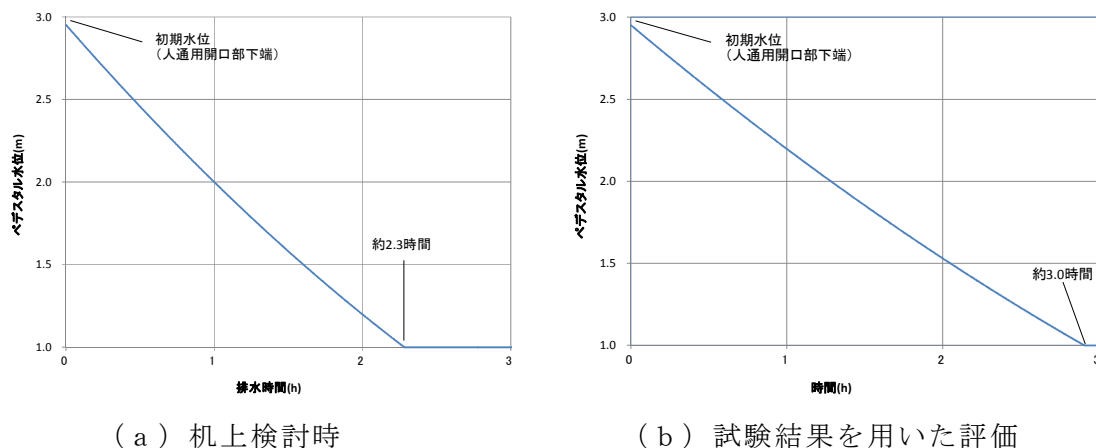 3.0
初期水位
（人通用開口部下端）
2.5
ペデスタル水位(m)
2.0
約2.3時間
1.5
1.0
0
1
2
3
排水時間(h)
（ａ）机上検討時
3.0
初期水位
（人通用開口部下端）
2.5
ペデスタル水位(m)
2.0
1.5
約3.0時間
1.0
0
1
2
3
時間(h)
（ｂ）試験結果を用いた評価